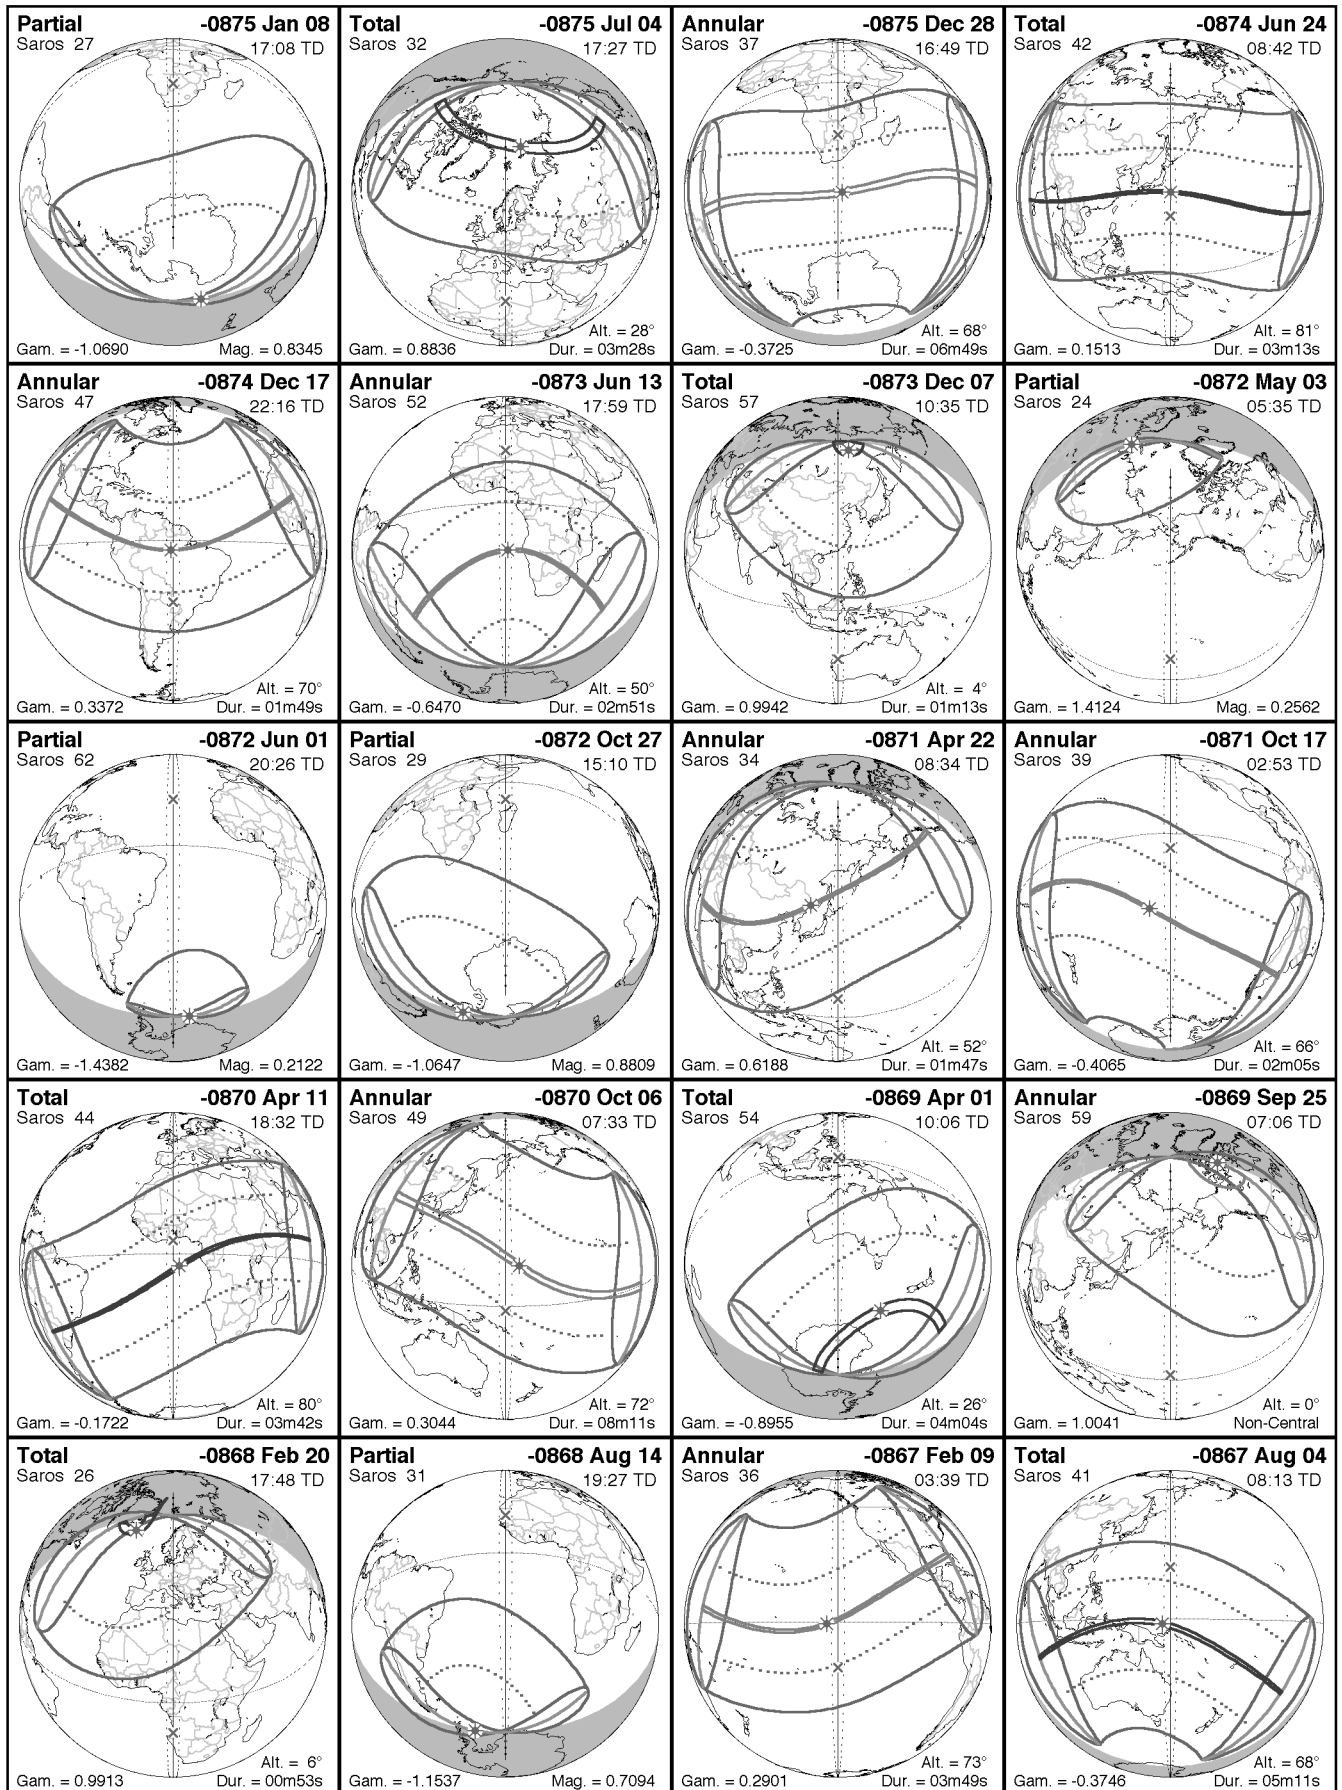 Partial -0875 Jan 08
Saros 27 17:08 TD
Gam. = -1.0690 Mag. = 0.8345
Total -0875 Jul 04
Saros 32 17:27 TD
Alt. = 28°
Gam. = 0.8836 Dur. = 03m28s
Annular -0875 Dec 28
Saros 37 16:49 TD
Alt. = 68°
Gam. = -0.3725 Dur. = 06m49s
Total -0874 Jun 24
Saros 42 08:42 TD
Alt. = 81°
Gam. = 0.1513 Dur. = 03m13s
Annular -0874 Dec 17
Saros 47 22:16 TD
Alt. = 70°
Gam. = 0.3372 Dur. = 01m49s
Annular -0873 Jun 13
Saros 52 17:59 TD
Alt. = 50°
Gam. = -0.6470 Dur. = 02m51s
Total -0873 Dec 07
Saros 57 10:35 TD
Alt. = 4°
Gam. = 0.9942 Dur. = 01m13s
Partial -0872 May 03
Saros 24 05:35 TD
Gam. = 1.4124 Mag. = 0.2562
Partial -0872 Jun 01
Saros 62 20:26 TD
Gam. = -1.4382 Mag. = 0.2122
Partial -0872 Oct 27
Saros 29 15:10 TD
Gam. = -1.0647 Mag. = 0.8809
Annular -0871 Apr 22
Saros 34 08:34 TD
Alt. = 52°
Gam. = 0.6188 Dur. = 01m47s
Annular -0871 Oct 17
Saros 39 02:53 TD
Alt. = 66°
Gam. = -0.4065 Dur. = 02m05s
Total -0870 Apr 11
Saros 44 18:32 TD
Alt. = 80°
Gam. = -0.1722 Dur. = 03m42s
Annular -0870 Oct 06
Saros 49 07:33 TD
Alt. = 72°
Gam. = 0.3044 Dur. = 08m11s
Total -0869 Apr 01
Saros 54 10:06 TD
Alt. = 26°
Gam. = -0.8955 Dur. = 04m04s
Annular -0869 Sep 25
Saros 59 07:06 TD
Alt. = 0°
Gam. = 1.0041 Non-Central
Total -0868 Feb 20
Saros 26 17:48 TD
Alt. = 6°
Gam. = 0.9913 Dur. = 00m53s
Partial -0868 Aug 14
Saros 31 19:27 TD
Gam. = -1.1537 Mag. = 0.7094
Annular -0867 Feb 09
Saros 36 03:39 TD
Alt. = 73°
Gam. = 0.2901 Dur. = 03m49s
Total -0867 Aug 04
Saros 41 08:13 TD
Alt. = 68°
Gam. = -0.3746 Dur. = 05m11s